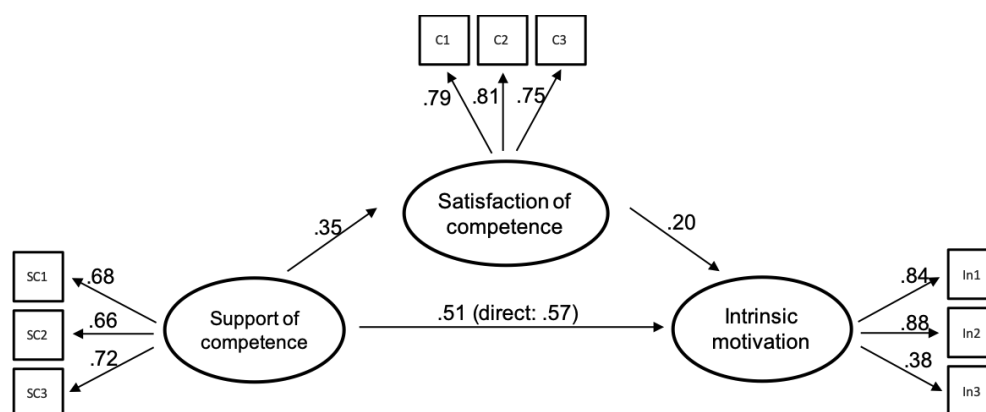 C1
C2
C3
.79
.81
.75
Satisfaction of
competence
.35
.20
SC1
SC2
SC3
.68
.66
.72
Support of
competence
.51 (direct: .57)
Intrinsic
motivation
.84
.88
.38
In1
In2
In3